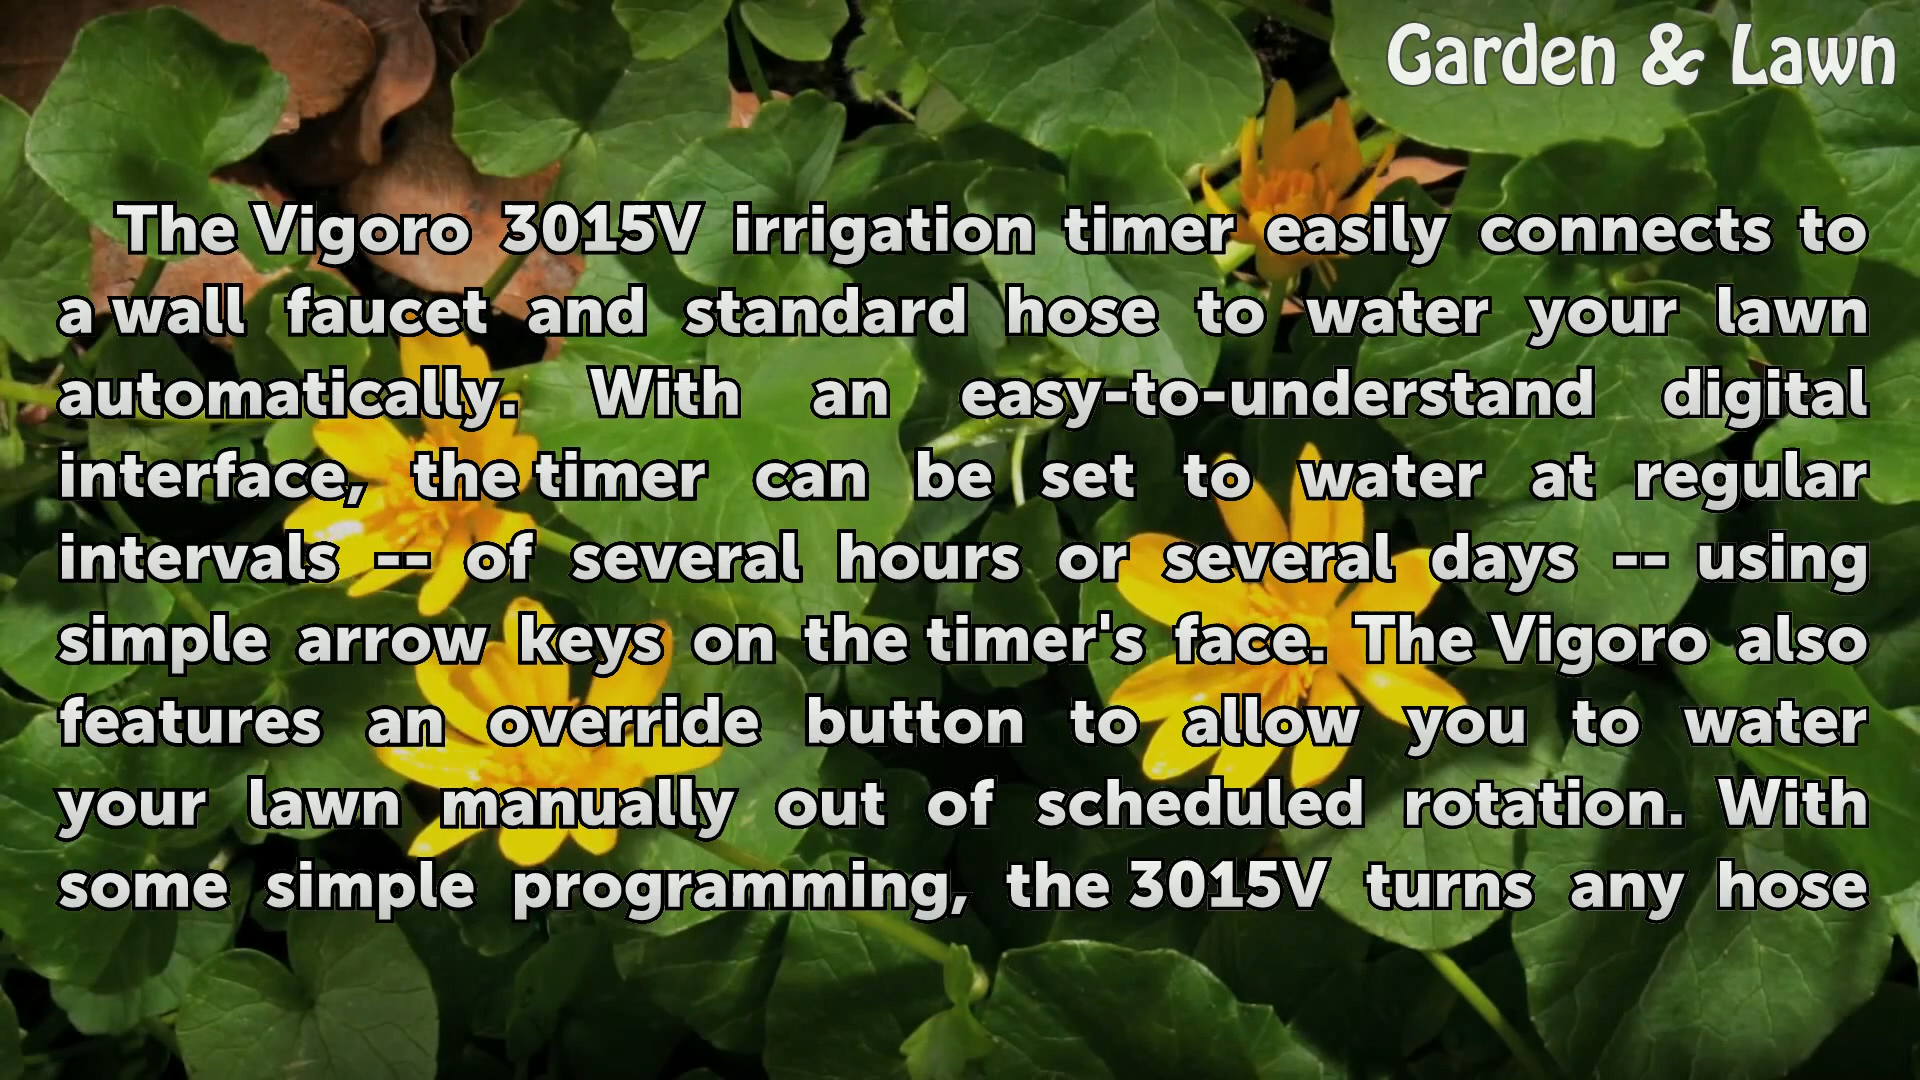 Garden & Lawn
The Vigoro 3015V irrigation timer easily connects to
a wall faucet and standard hose to water your lawn
automatically. With an easy-to-understand digital
interface, the timer can be set to water at regular
intervals -- of several hours or several days -- using
simple arrow keys on the timer's face. The Vigoro also
features an override button to allow you to water
your lawn manually out of scheduled rotation. With
some simple programming, the 3015V turns any hose